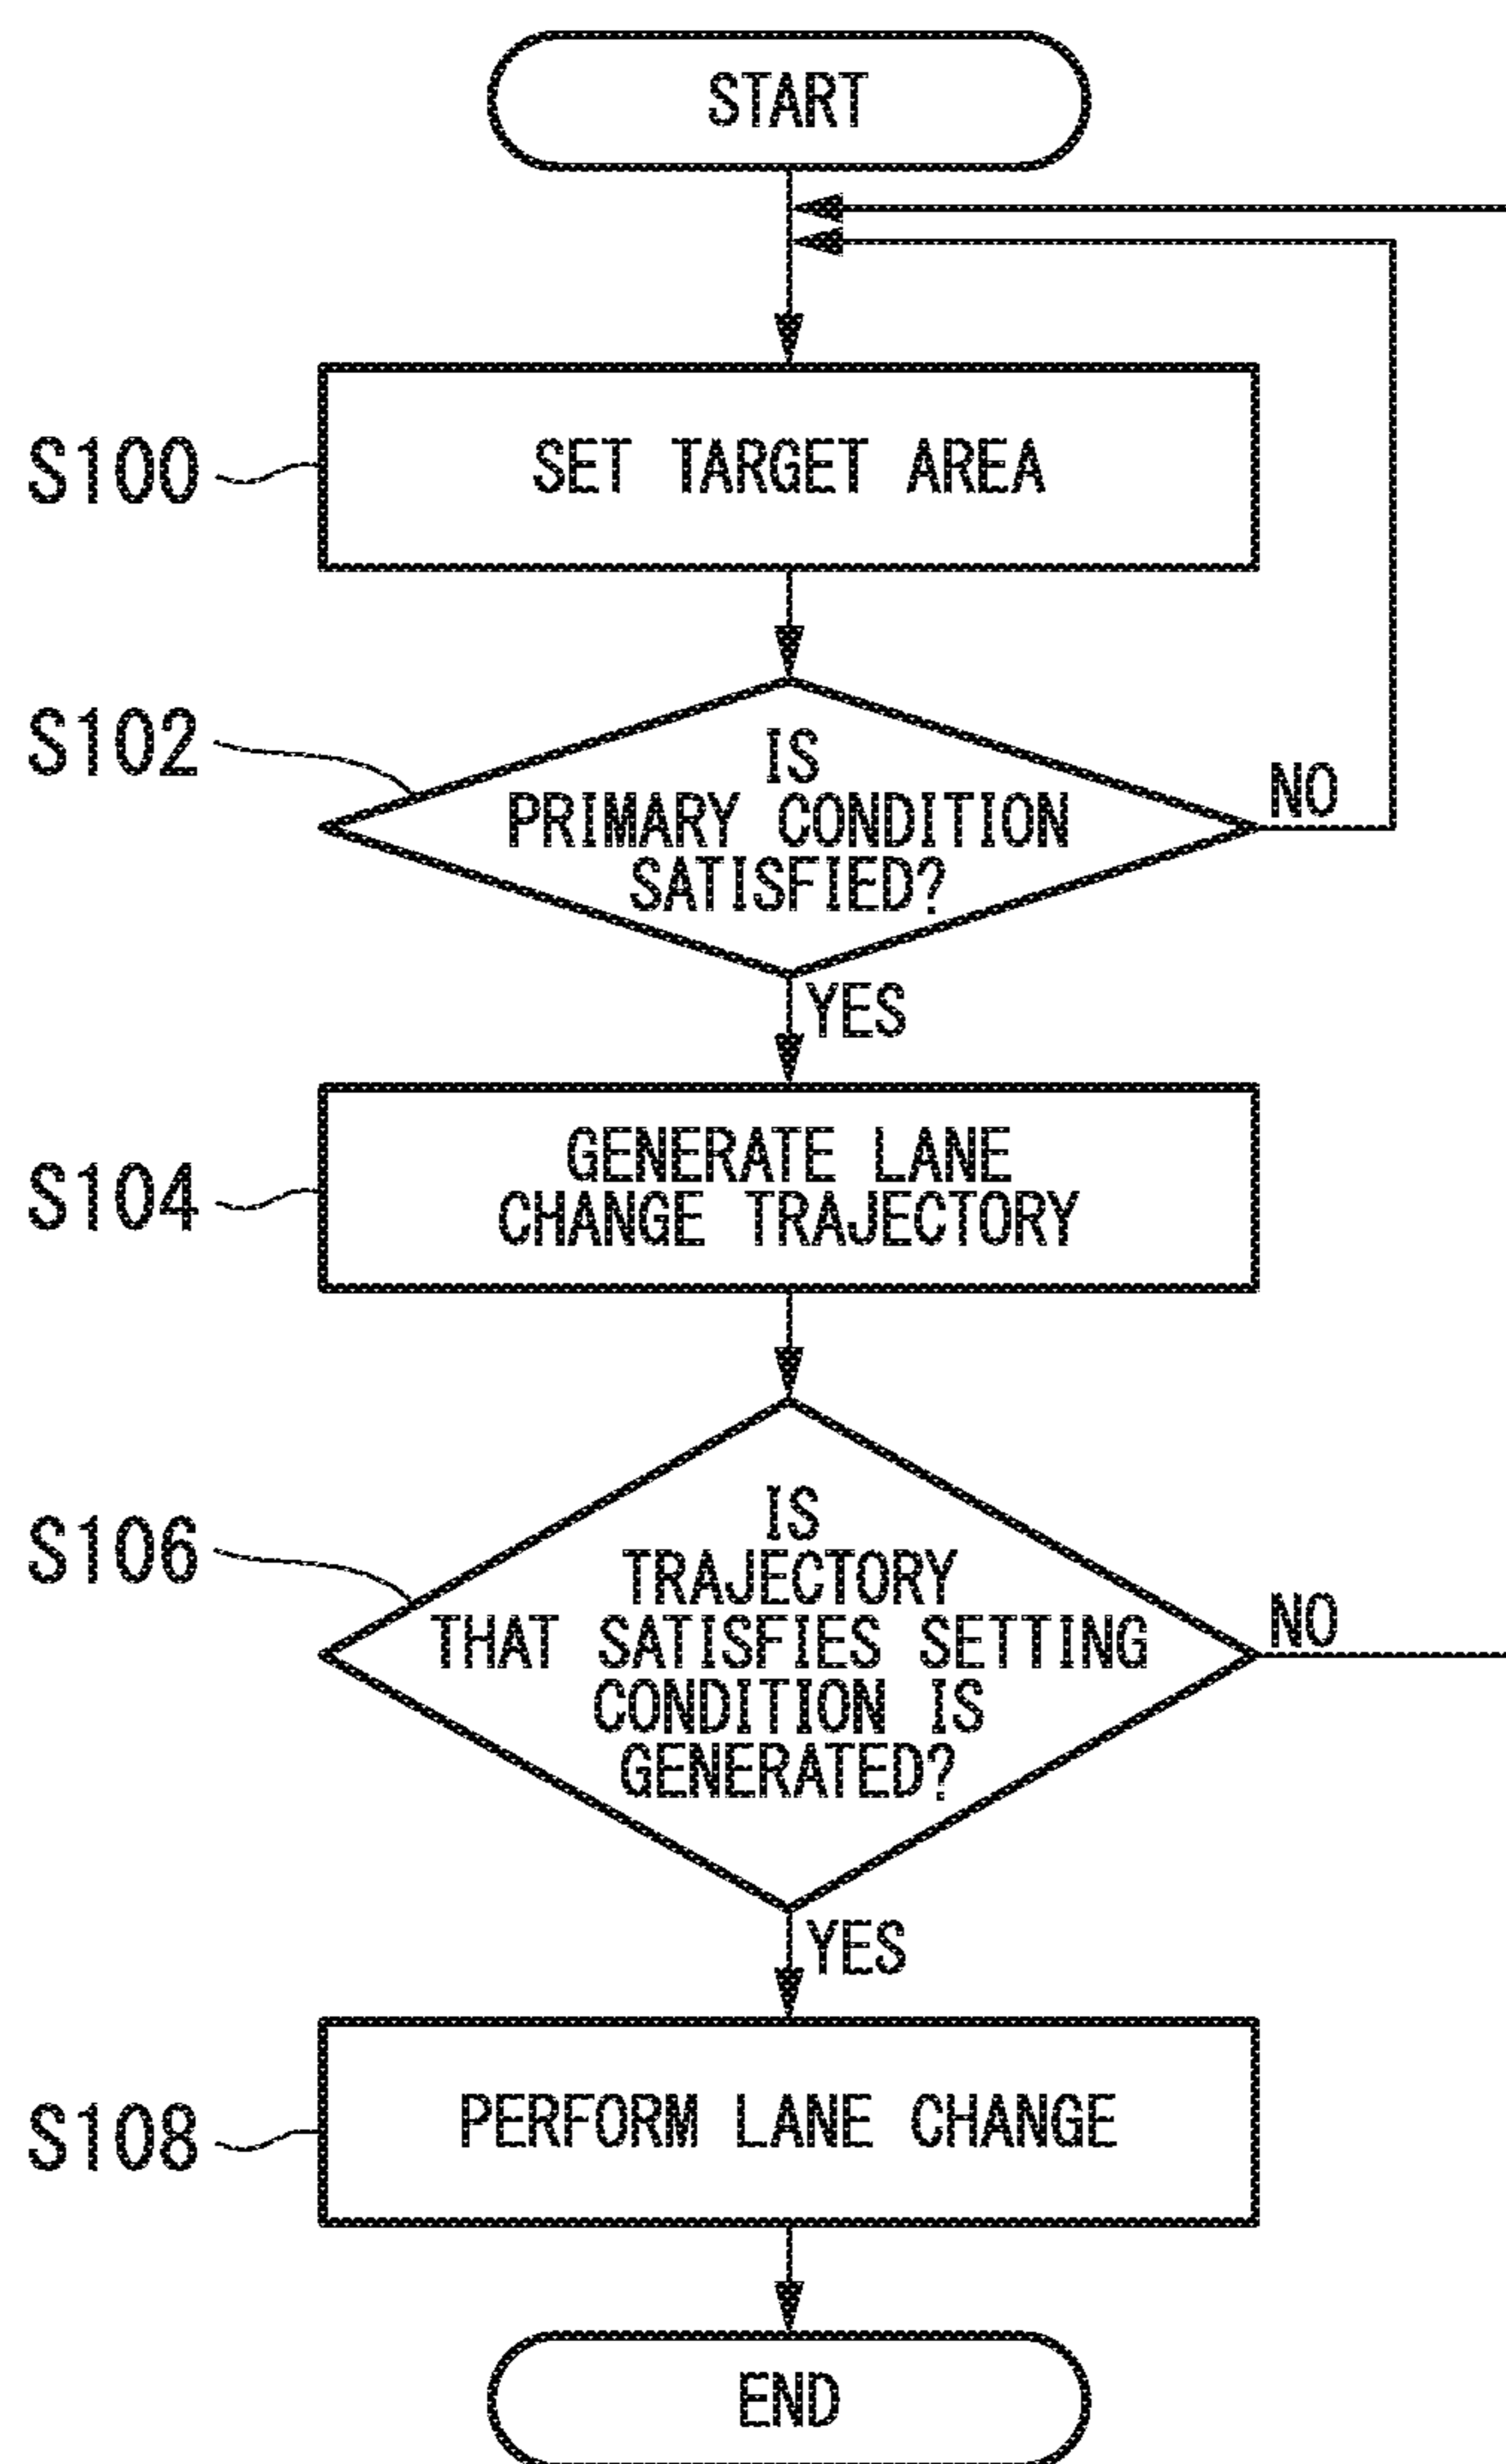 START
S100
SET TARGET AREA
S102
IS
PRIMARY CONDITION
SATISFIED?
NO
YES
S104
GENERATE LANE
CHANGE TRAJECTORY
S106
IS
TRAJECTORY
THAT SATISFIES SETTING
CONDITION IS
GENERATED?
NO
YES
S108
PERFORM LANE CHANGE
END